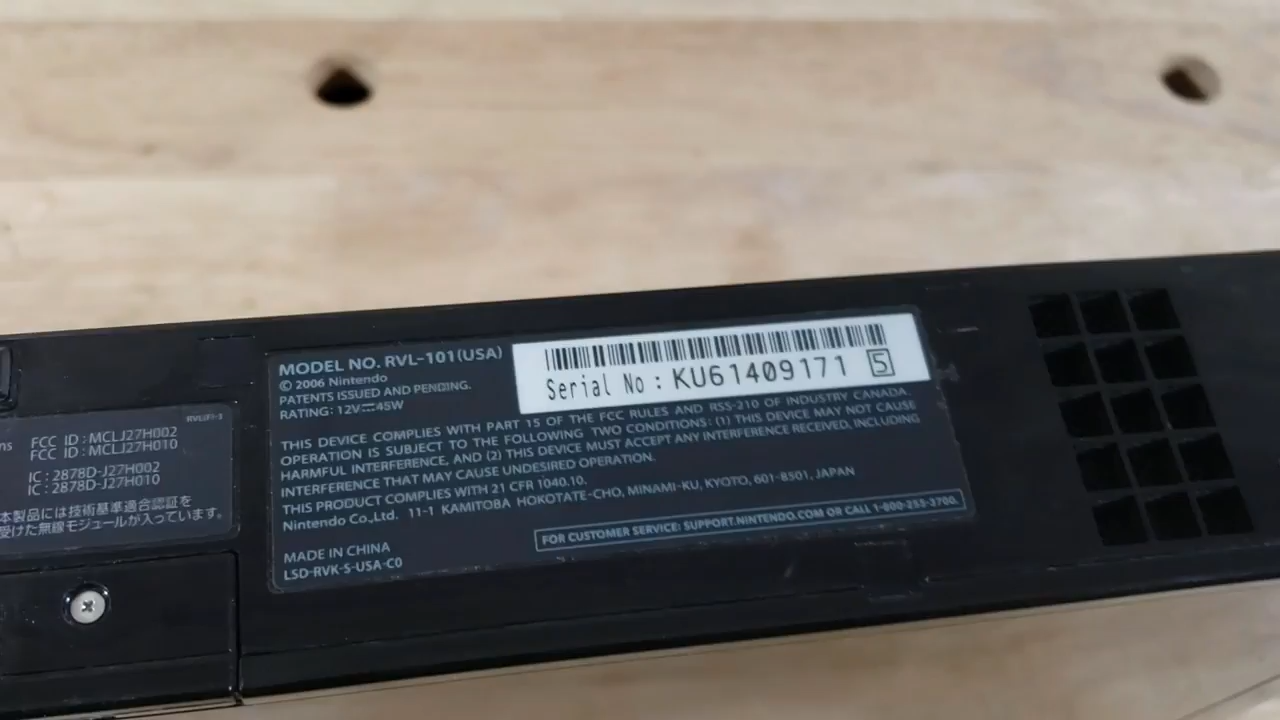 RVL(F)-S
ns FCC ID : MCLJ27H002
FCC ID : MCLJ27H010
IC : 2878D-J27H002
IC : 2878D-J27H010
本製品には技術基準適合認証を
受けた無線モジュールが入っています。
MODEL NO. RVL-101(USA)
© 2006 Nintendo
PATENTS ISSUED AND PENDING.
RATING: 12V⎓45W
Serial No : KU61409171 5
THIS DEVICE COMPLIES WITH PART 15 OF THE FCC RULES AND RSS-210 OF INDUSTRY CANADA.
OPERATION IS SUBJECT TO THE FOLLOWING TWO CONDITIONS: (1) THIS DEVICE MAY NOT CAUSE
HARMFUL INTERFERENCE, AND (2) THIS DEVICE MUST ACCEPT ANY INTERFERENCE RECEIVED, INCLUDING
INTERFERENCE THAT MAY CAUSE UNDESIRED OPERATION.
THIS PRODUCT COMPLIES WITH 21 CFR 1040.10.
Nintendo Co.,Ltd. 11-1 KAMITOBA HOKOTATE-CHO, MINAMI-KU, KYOTO, 601-8501, JAPAN
FOR CUSTOMER SERVICE: SUPPORT.NINTENDO.COM OR CALL 1-800-255-3700.
MADE IN CHINA
LSD-RVK-S-USA-C0